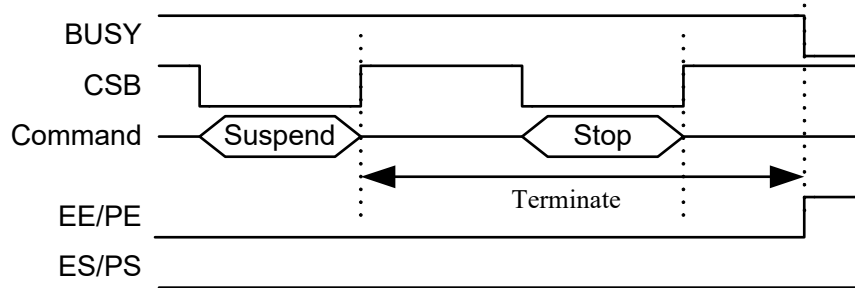 BUSY
CSB
Command
Suspend
Stop
Terminate
EE/PE
ES/PS